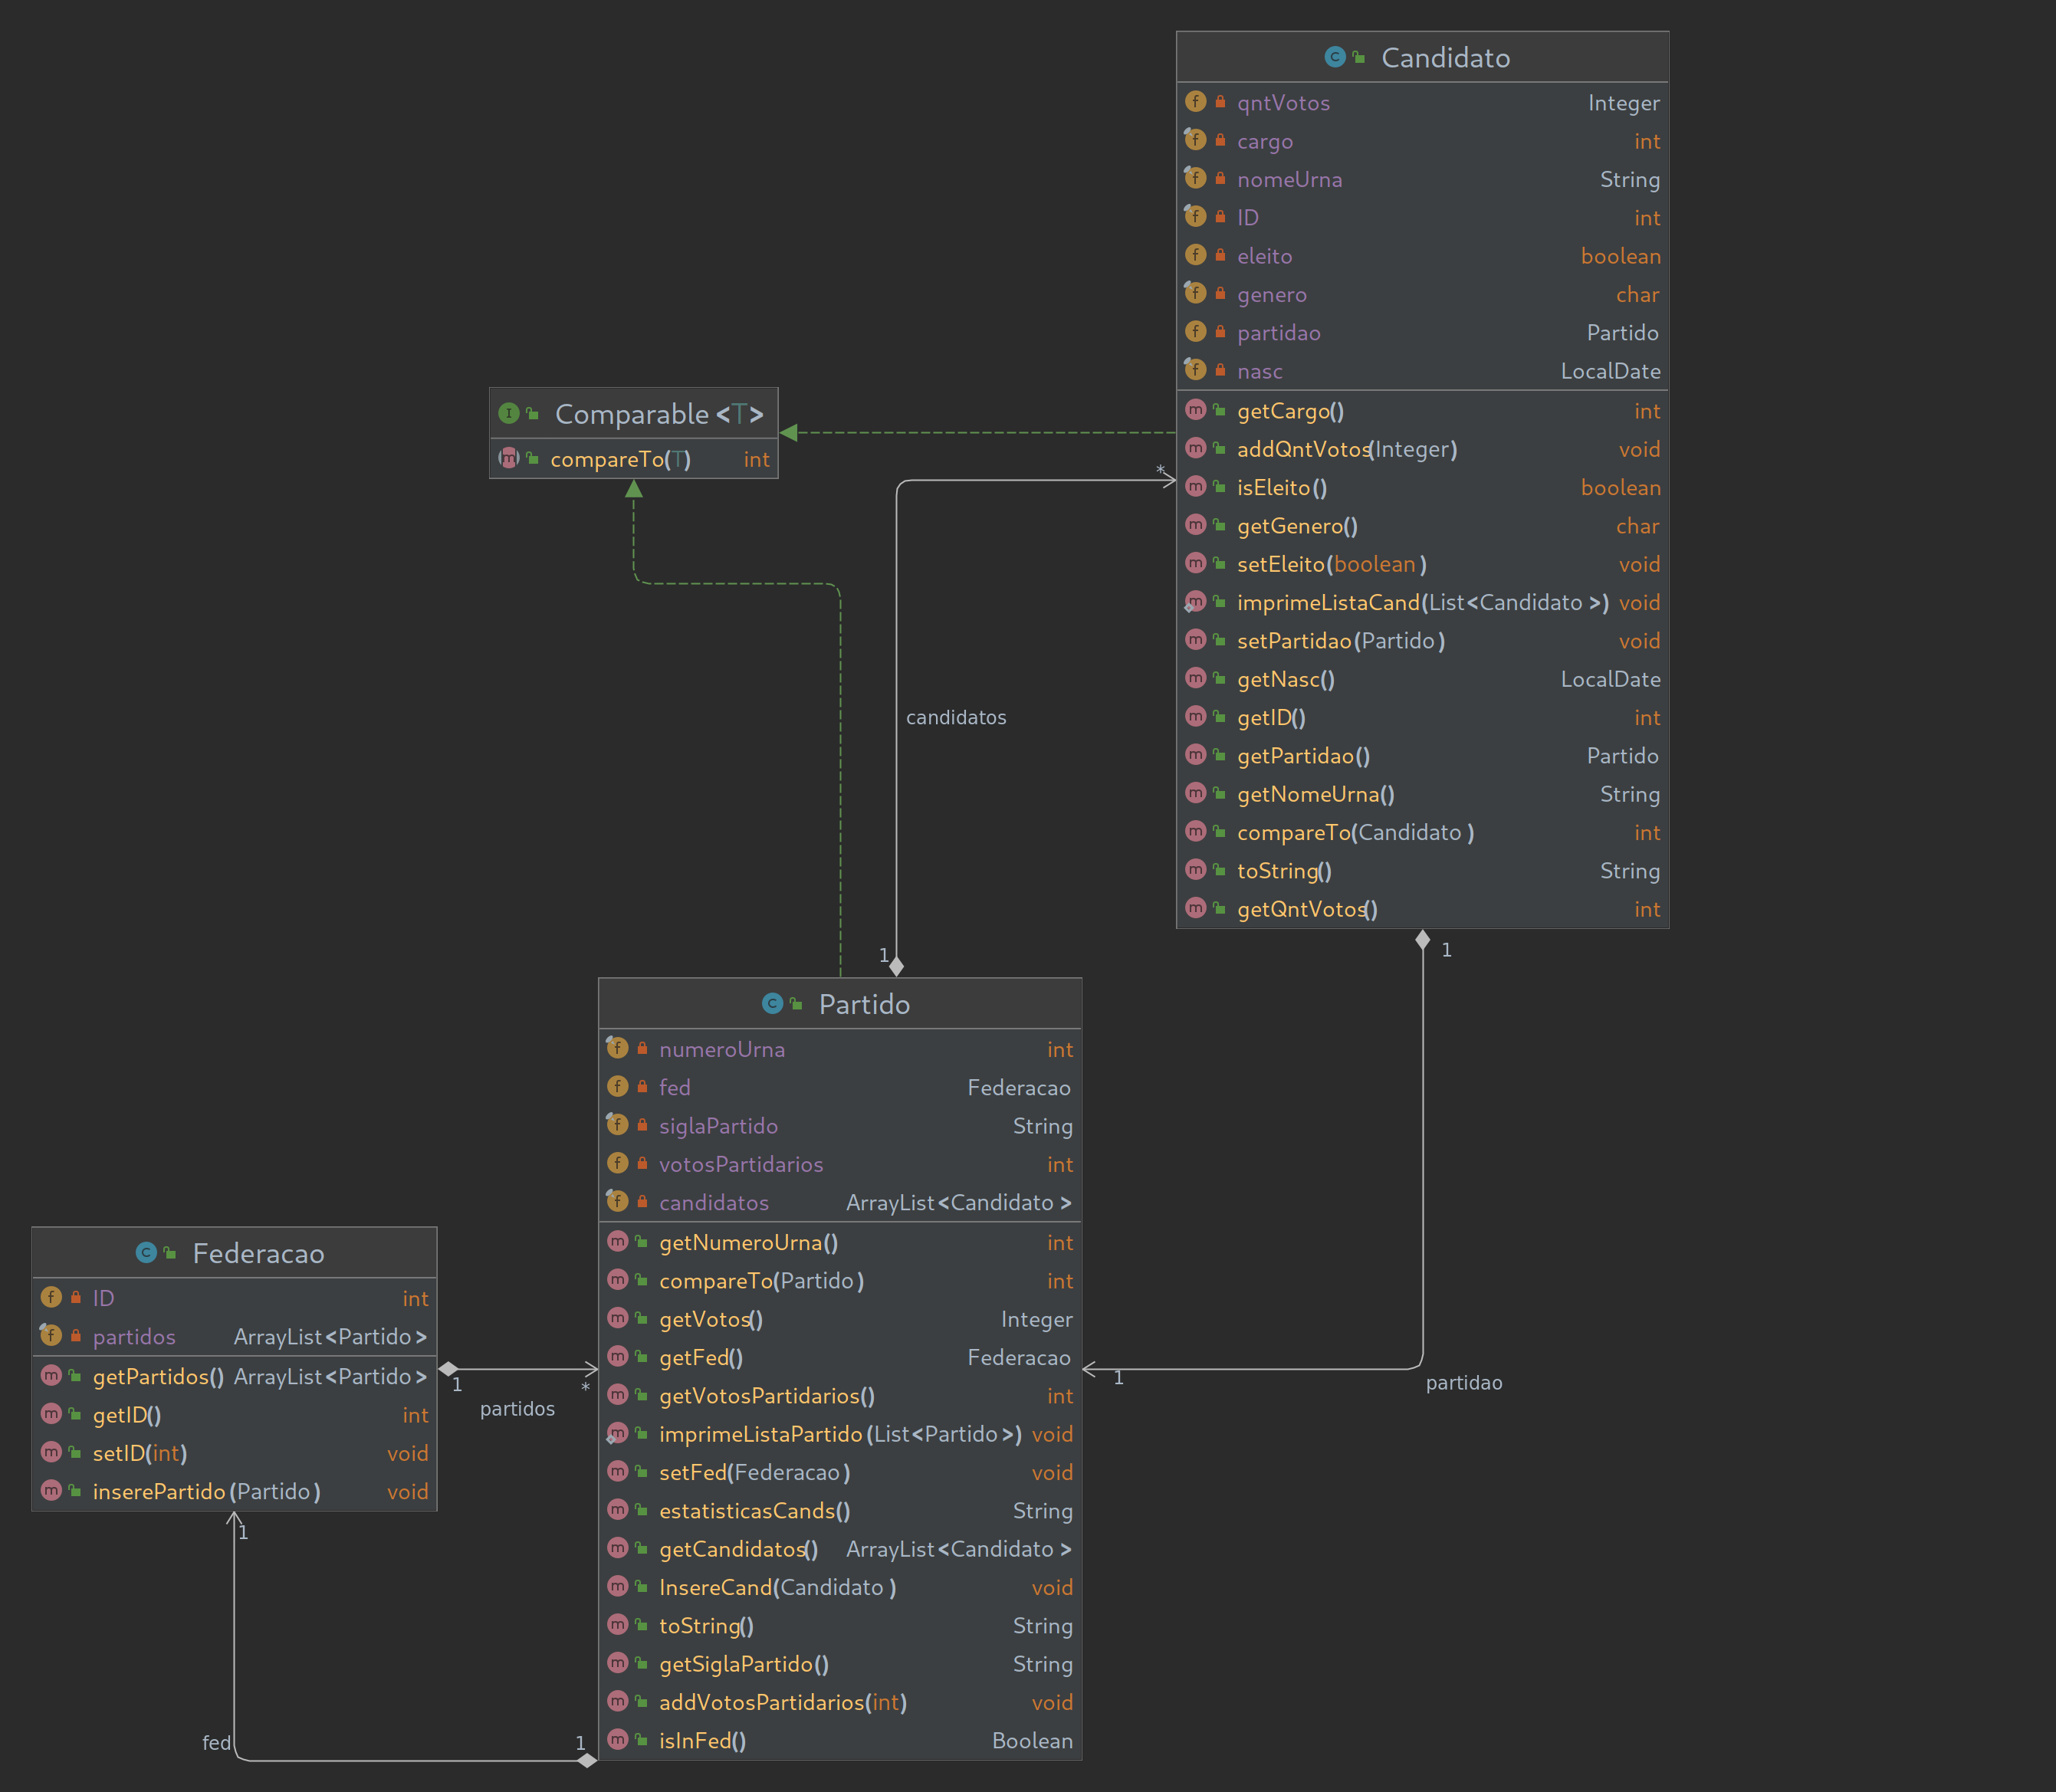 Candidato
qntVotos Integer
cargo int
nomeUrna String
ID int
eleito boolean
genero char
partidao Partido
nasc LocalDate
getCargo() int
addQntVotos(Integer) void
isEleito() boolean
getGenero() char
setEleito(boolean) void
imprimeListaCand(List<Candidato>) void
setPartidao(Partido) void
getNasc() LocalDate
getID() int
getPartidao() Partido
getNomeUrna() String
compareTo(Candidato) int
toString() String
getQntVotos() int
Comparable<T>
compareTo(T) int
*
candidatos
1
1
Partido
numeroUrna int
fed Federacao
siglaPartido String
votosPartidarios int
candidatos ArrayList<Candidato>
getNumeroUrna() int
compareTo(Partido) int
getVotos() Integer
getFed() Federacao
getVotosPartidarios() int
imprimeListaPartido(List<Partido>) void
setFed(Federacao) void
estatisticasCands() String
getCandidatos() ArrayList<Candidato>
InsereCand(Candidato) void
toString() String
getSiglaPartido() String
addVotosPartidarios(int) void
isInFed() Boolean
Federacao
ID int
partidos ArrayList<Partido>
getPartidos() ArrayList<Partido>
getID() int
setID(int) void
inserePartido(Partido) void
1
*
partidos
1
partidao
1
fed
1